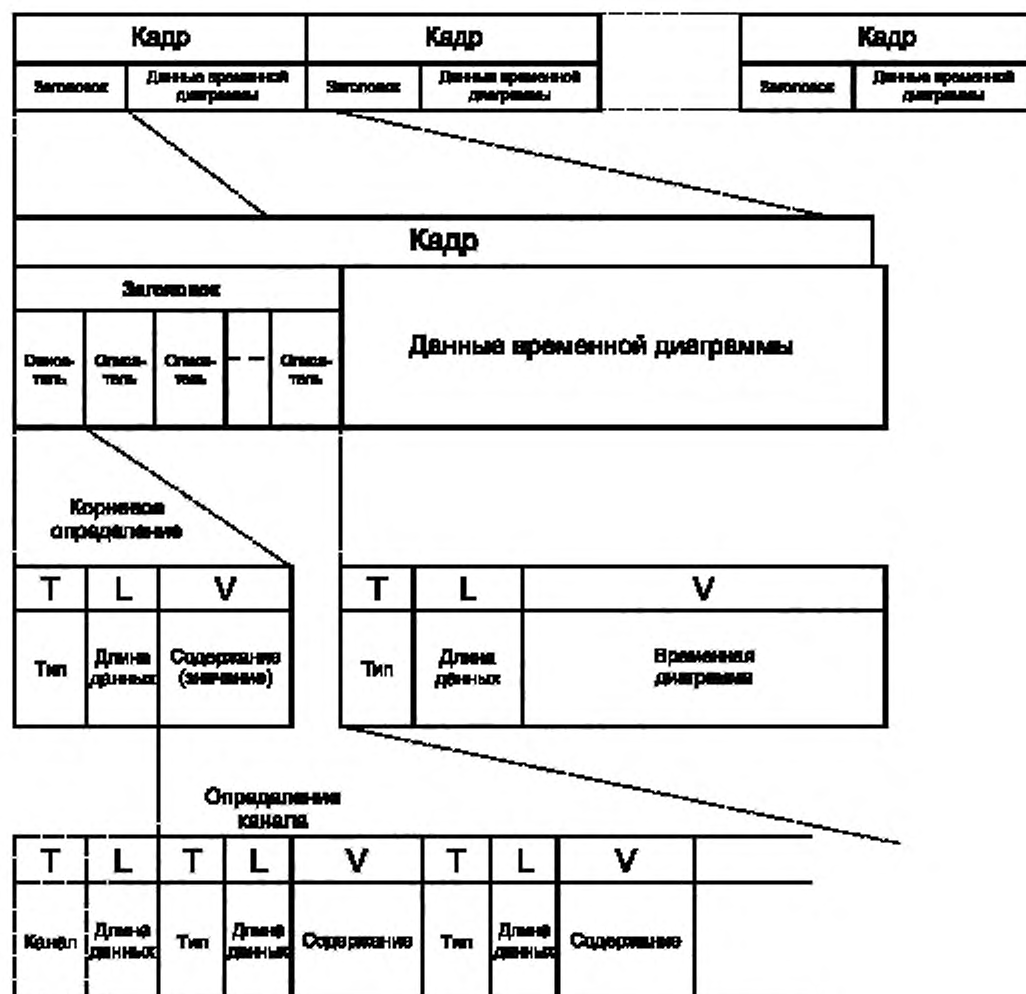 Кадр Кадр Кадр
Заголовок Данные временной Заголовок Данные временной Заголовок Данные временной
диаграммы диаграммы диаграммы
Кадр
Заголовок
Данные временной диаграммы
Описа- Описа- Описа- Описа-
тель тель тель тель
Корневое
определение
T L V T L V
Тип Длина Содержание Тип Длина Временная
данных (значение) данных диаграмма
Определение
канала
T L T L V T L V
Канал Длина Тип Длина Содержание Тип Длина Содержание
данных данных данных